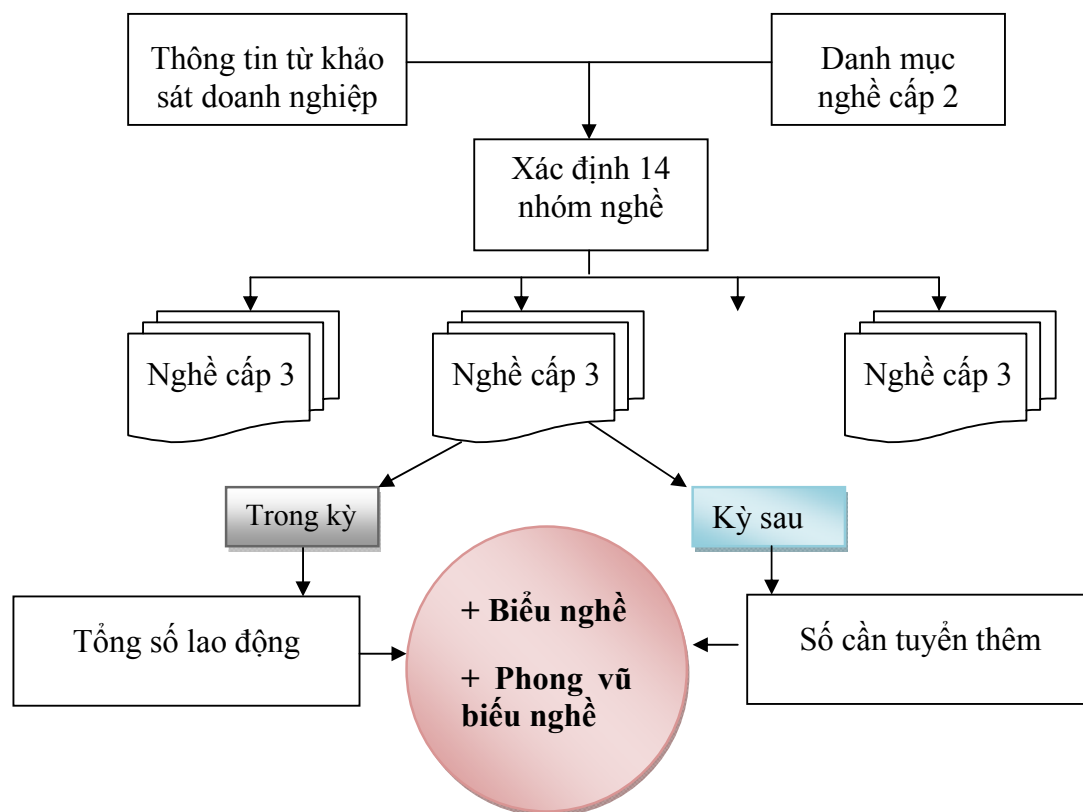 Thông tin từ khảo
sát doanh nghiệp
Danh mục
nghề cấp 2
Xác định 14
nhóm nghề
Nghề cấp 3
Nghề cấp 3
Nghề cấp 3
Trong kỳ
Kỳ sau
Tổng số lao động
+ Biểu nghề
+ Phong vũ
biếu nghề
Số cần tuyển thêm